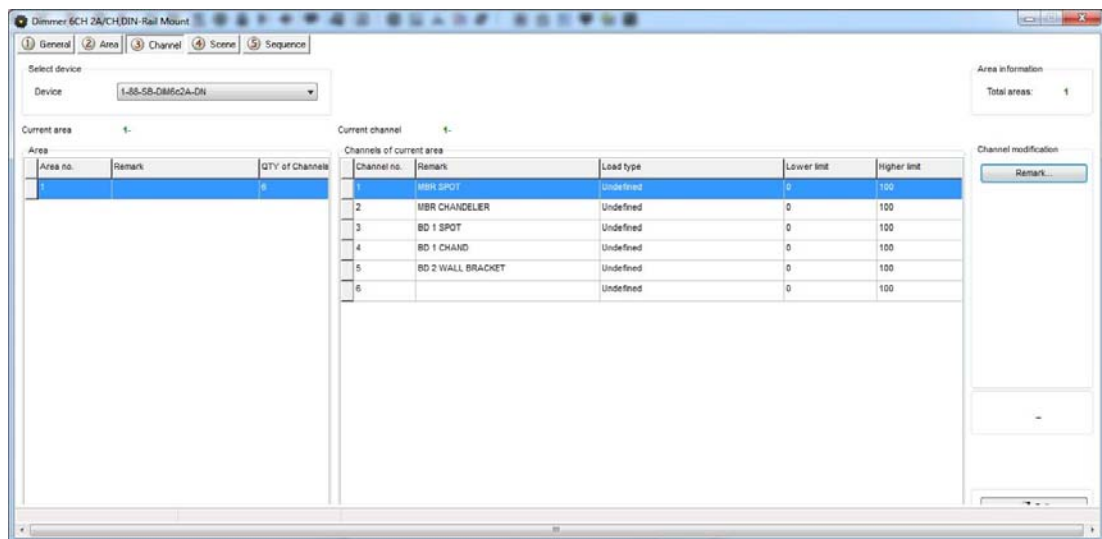 Dimmer 6CH 2A/CH,DIN-Rail Mount
1 General 2 Area 3 Channel 4 Scene 5 Sequence
Select device
Device 1-88-SB-DIM6c2A-DN
Area information
Total areas: 1
Current area 1-
Current channel 1-
Area
Area no. Remark QTY of Channels
1 6
Channels of current area
Channel no. Remark Load type Lower limit Higher limit
1 MBR SPOT Undefined 0 100
2 MBR CHANDELIER Undefined 0 100
3 BD 1 SPOT Undefined 0 100
4 BD 1 CHAND Undefined 0 100
5 BD 2 WALL BRACKET Undefined 0 100
6 Undefined 0 100
Channel modification
Remark...
-